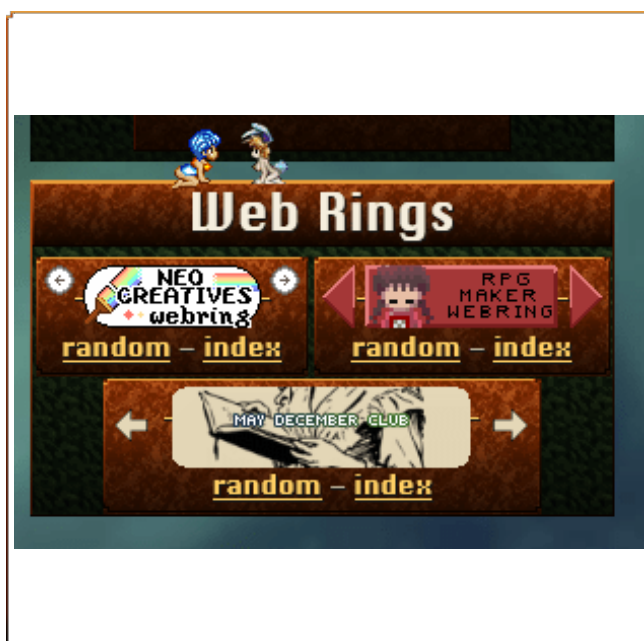 Web Rings
NEO
CREATIVES
webring
random – index
RPG
MAKER
WEBRING
random – index
MAY DECEMBER CLUB
random – index